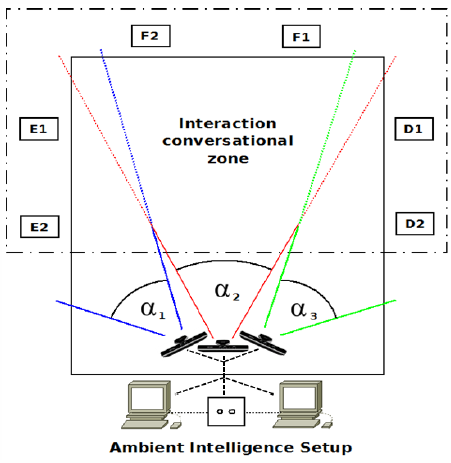 F2
F1
E1
Interaction
conversational
zone
D1
E2
D2
α₁
α₂
α₃
Ambient Intelligence Setup